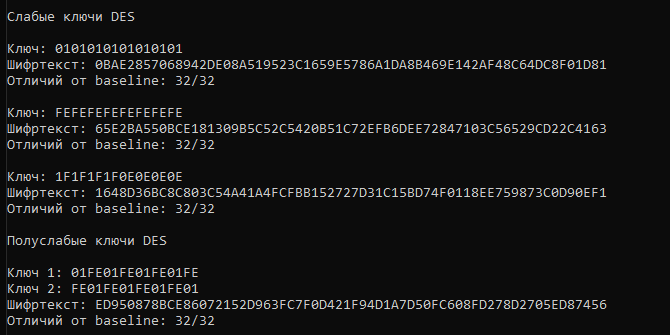 Слабые ключи DES
Ключ: 0101010101010101
Шифртекст: 0BAE2857068942DE08A519523C1659E5786A1DA8B469E142AF48C64DC8F01D81
Отличий от baseline: 32/32
Ключ: FEFEFEFEFEFEFEFE
Шифртекст: 65E2BA550BCE181309B5C52C5420B51C72EFB6DEE72847103C56529CD22C4163
Отличий от baseline: 32/32
Ключ: 1F1F1F1F0E0E0E0E
Шифртекст: 1648D36BC8C803C54A41A4FCFBB152727D31C15BD74F0118EE759873C0D90EF1
Отличий от baseline: 32/32
Полуслабые ключи DES
Ключ 1: 01FE01FE01FE01FE
Ключ 2: FE01FE01FE01FE01
Шифртекст: ED950878BCE86072152D963FC7F0D421F94D1A7D50FC608FD278D2705ED87456
Отличий от baseline: 32/32